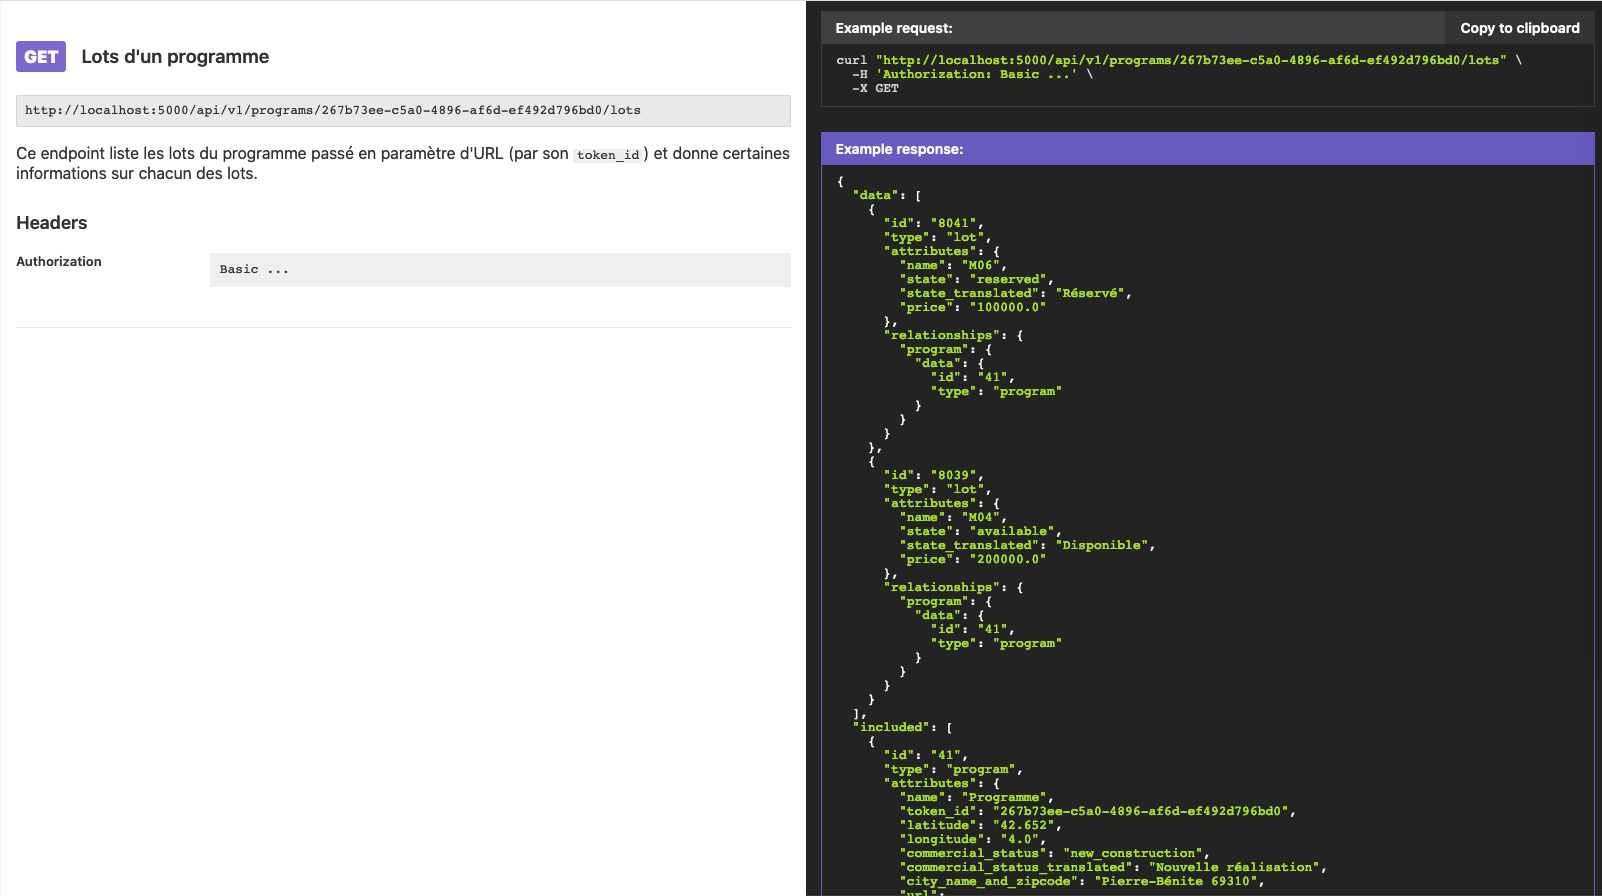 GET Lots d'un programme
http://localhost:5000/api/v1/programs/267b73ee-c5a0-4896-af6d-ef492d796bd0/lots
Ce endpoint liste les lots du programme passé en paramètre d'URL (par son token_id) et donne certaines
informations sur chacun des lots.
Headers
Authorization
Basic ...
Example request:
Copy to clipboard
curl "http://localhost:5000/api/v1/programs/267b73ee-c5a0-4896-af6d-ef492d796bd0/lots" \
-H 'Authorization: Basic ...' \
-X GET
Example response:
{
"data": [
{
"id": "8041",
"type": "lot",
"attributes": {
"name": "M06",
"state": "reserved",
"state_translated": "Réservé",
"price": "100000.0"
},
"relationships": {
"program": {
"data": {
"id": "41",
"type": "program"
}
}
}
},
{
"id": "8039",
"type": "lot",
"attributes": {
"name": "M04",
"state": "available",
"state_translated": "Disponible",
"price": "200000.0"
},
"relationships": {
"program": {
"data": {
"id": "41",
"type": "program"
}
}
}
}
],
"included": [
{
"id": "41",
"type": "program",
"attributes": {
"name": "Programme",
"token_id": "267b73ee-c5a0-4896-af6d-ef492d796bd0",
"latitude": "42.652",
"longitude": "4.0",
"commercial_status": "new_construction",
"commercial_status_translated": "Nouvelle réalisation",
"city_name_and_zipcode": "Pierre-Bénite 69310",
"url":